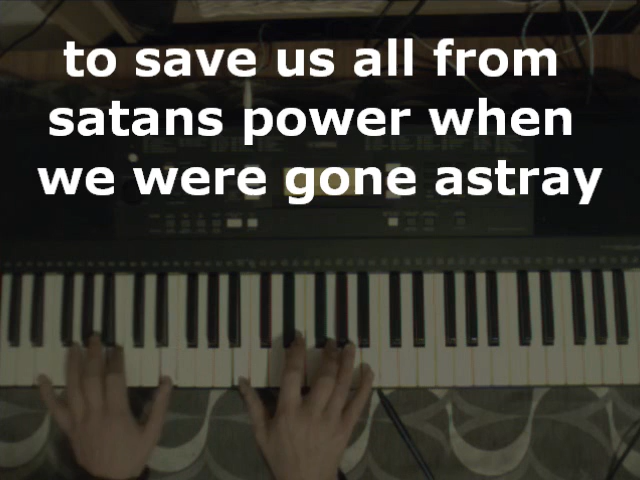 to save us all from
satans power when
we were gone astray